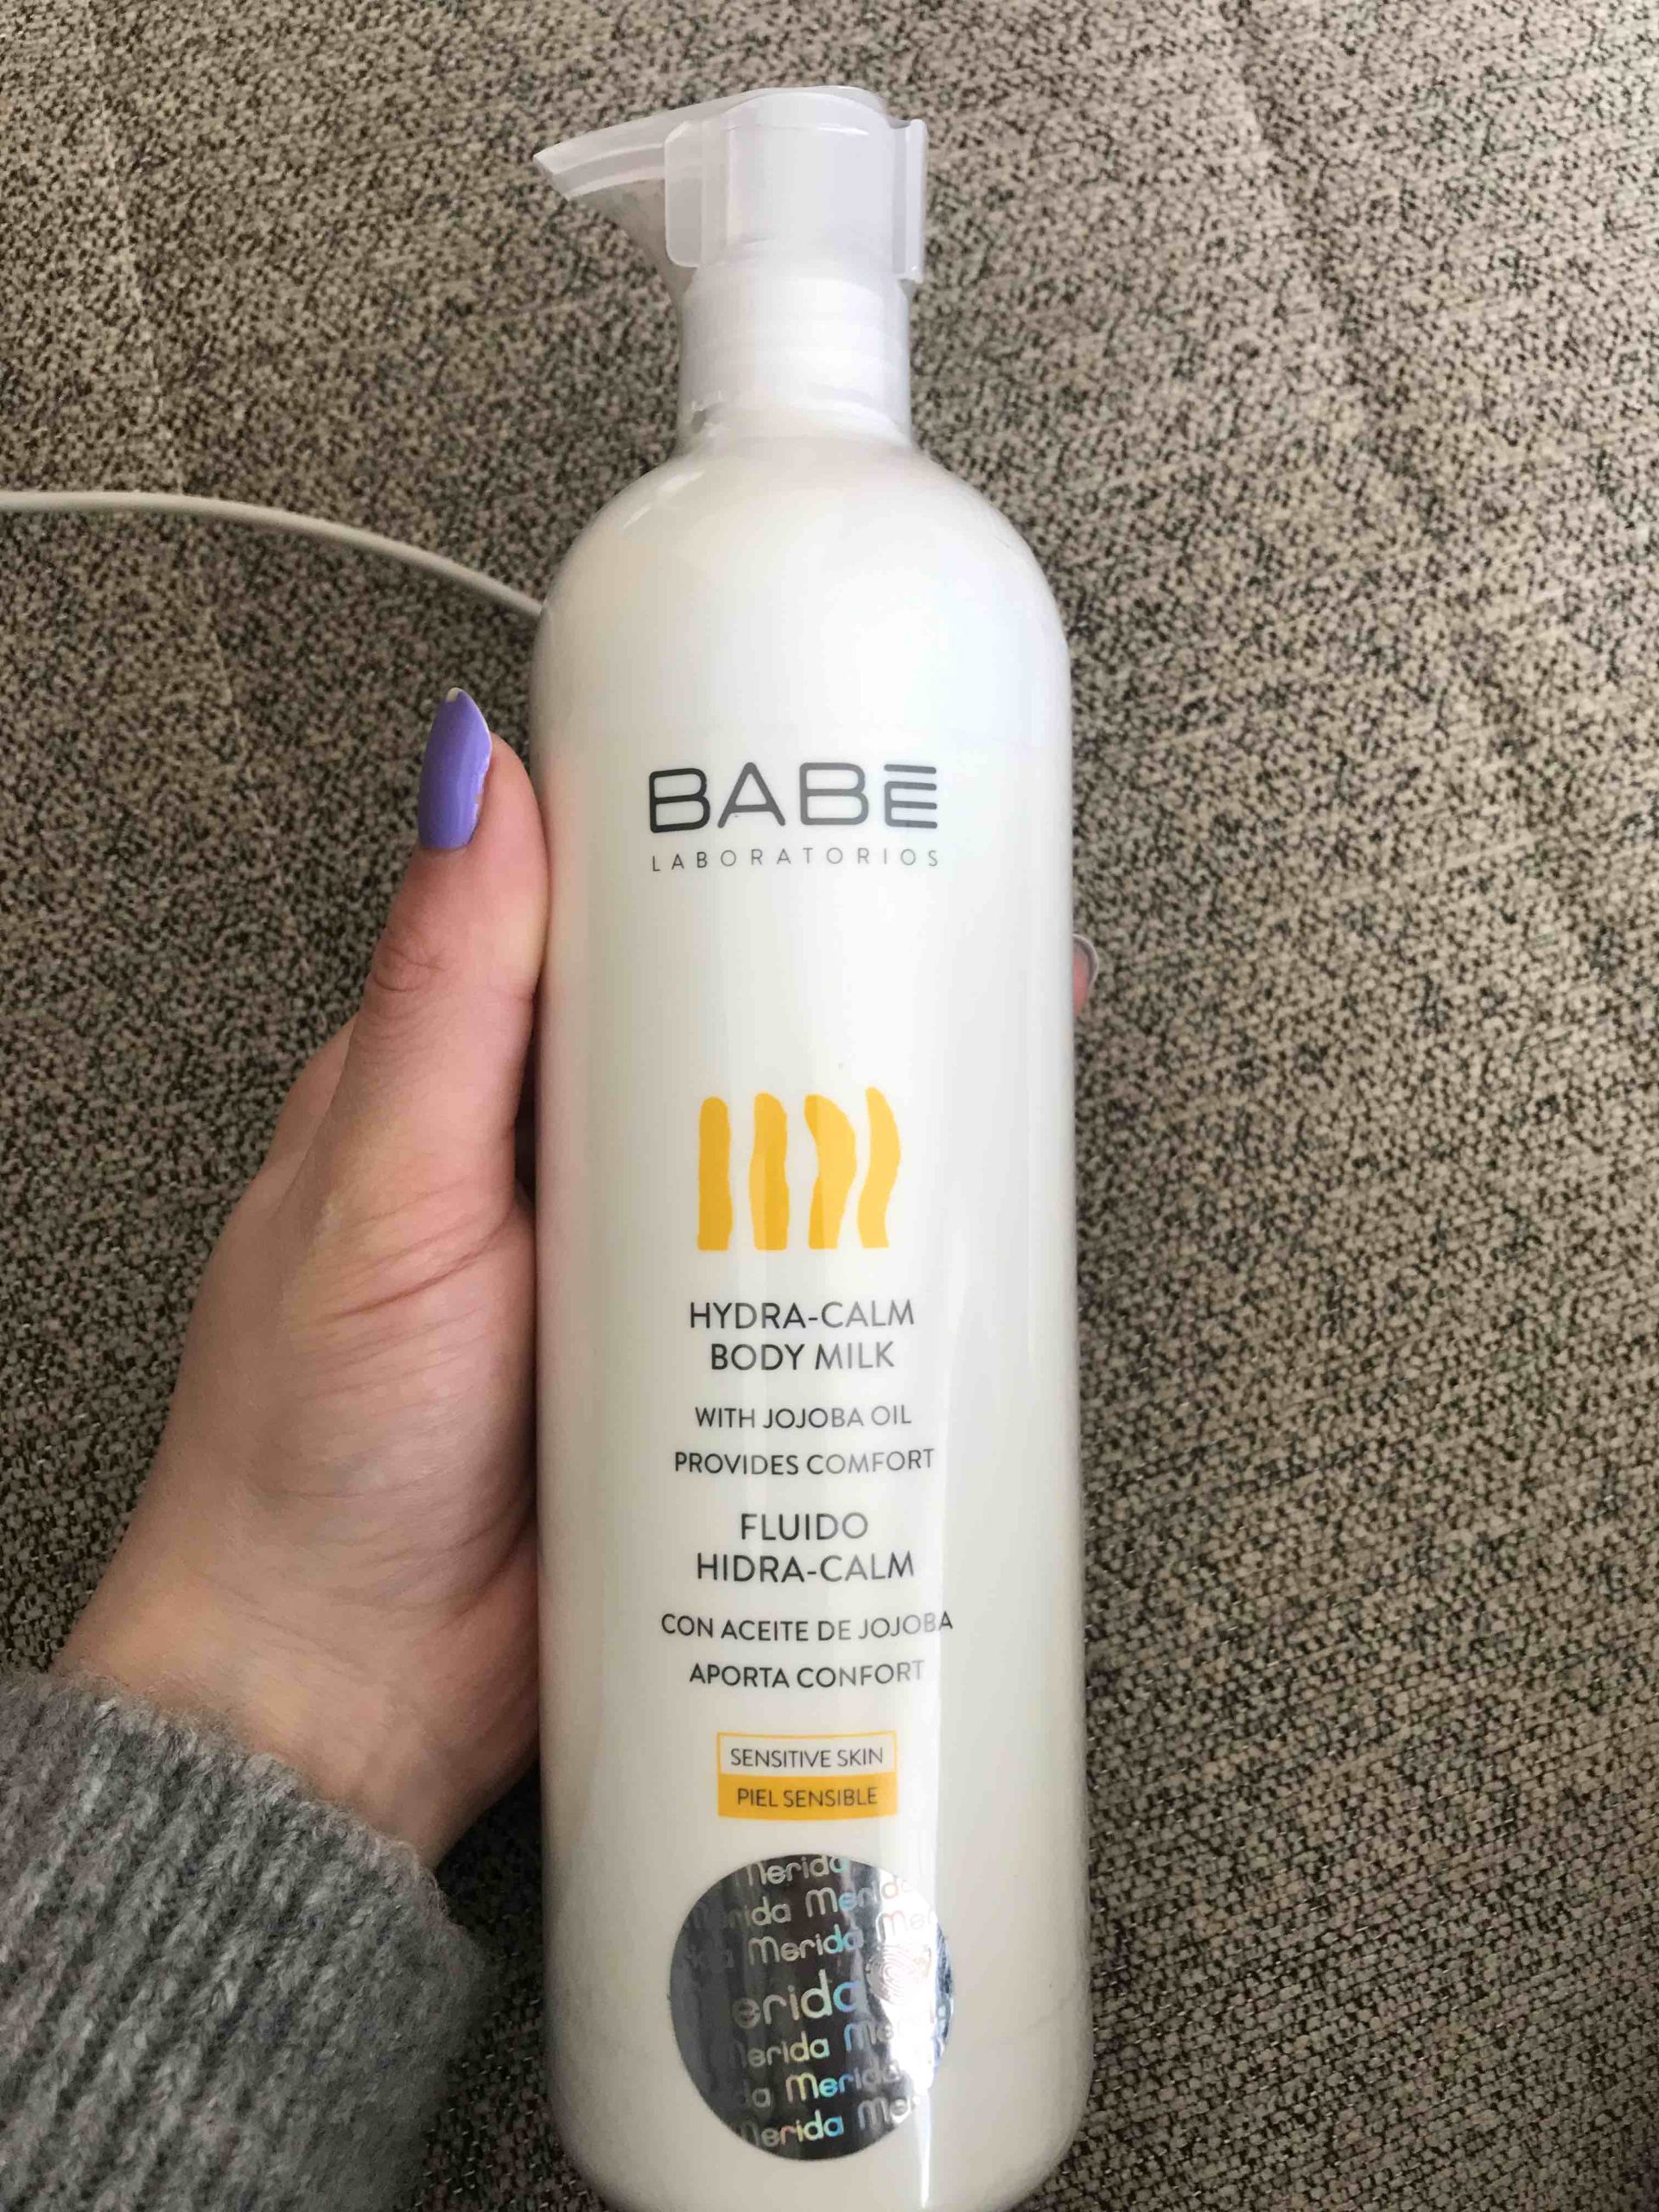 BABĒ
LABORATORIOS
HYDRA-CALM
BODY MILK
WITH JOJOBA OIL
PROVIDES COMFORT
FLUIDO
HIDRA-CALM
CON ACEITE DE JOJOBA
APORTA CONFORT
SENSITIVE SKIN
PIEL SENSIBLE
Merida
Merida Merida
Merida
erida
Merida
Merida
Merida